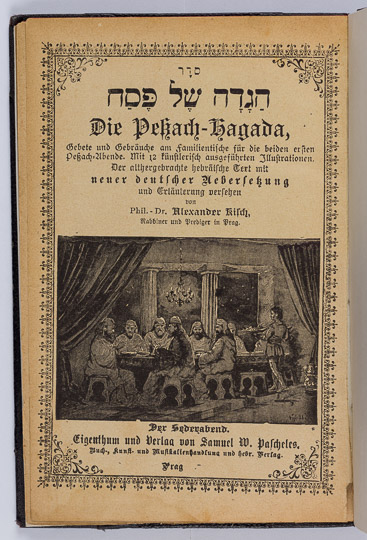 סדר
הגדה של פסח
Die Peßach-Hagada,
Gebete und Gebräuche am Familientische für die beiden ersten
Peßach-Abende. Mit 12 künstlerisch ausgeführten Illustrationen.
Der althergebrachte hebräische Text mit
neuer deutscher Uebersetzung
und Erläuterung versehen
von
Phil.-Dr. Alexander Kisch,
Rabbiner und Prediger in Prag.
Der Sederabend.
Eigenthum und Verlag von Samuel W. Pascheles,
Buch-, Kunst- und Musikalienhandlung und hebr. Verlag.
Prag